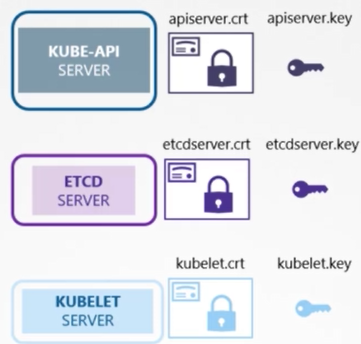 apiserver.crt apiserver.key
KUBE-API
SERVER
etcdserver.crt etcdserver.key
ETCD
SERVER
kubelet.crt kubelet.key
KUBELET
SERVER